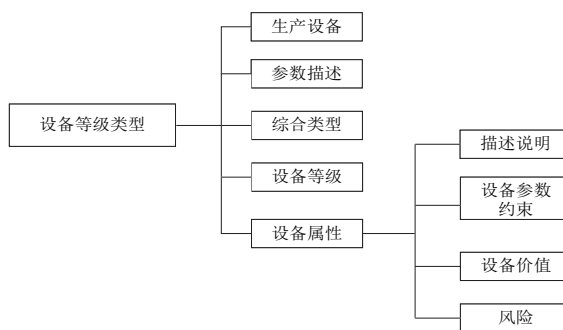 生产设备
参数描述
设备等级类型
综合类型
描述说明
设备等级
设备参数
约束
设备属性
设备价值
风险